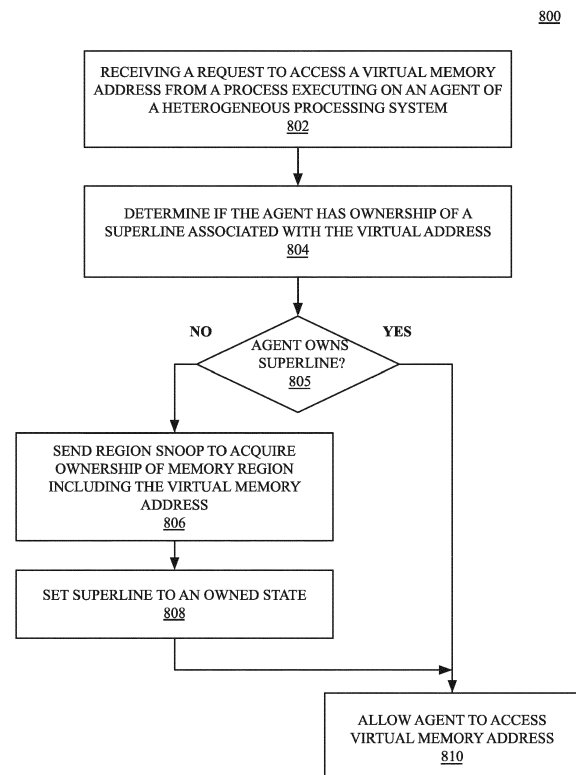 800
RECEIVING A REQUEST TO ACCESS A VIRTUAL MEMORY
ADDRESS FROM A PROCESS EXECUTING ON AN AGENT OF
A HETEROGENEOUS PROCESSING SYSTEM
802
DETERMINE IF THE AGENT HAS OWNERSHIP OF A
SUPERLINE ASSOCIATED WITH THE VIRTUAL ADDRESS
804
NO
YES
AGENT OWNS
SUPERLINE?
805
SEND REGION SNOOP TO ACQUIRE
OWNERSHIP OF MEMORY REGION
INCLUDING THE VIRTUAL MEMORY
ADDRESS
806
SET SUPERLINE TO AN OWNED STATE
808
ALLOW AGENT TO ACCESS
VIRTUAL MEMORY ADDRESS
810